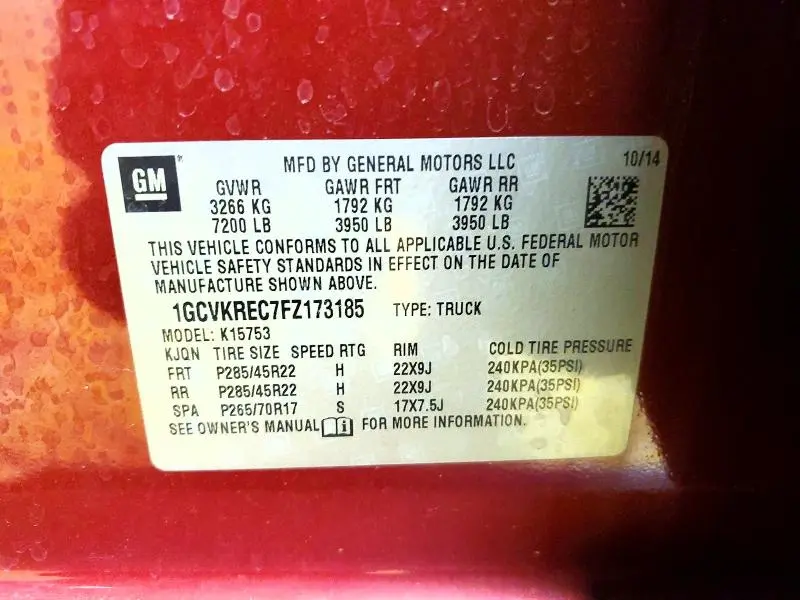 GM® MFD BY GENERAL MOTORS LLC 10/14
GVWR GAWR FRT GAWR RR
3266 KG 1792 KG 1792 KG
7200 LB 3950 LB 3950 LB
THIS VEHICLE CONFORMS TO ALL APPLICABLE U.S. FEDERAL MOTOR
VEHICLE SAFETY STANDARDS IN EFFECT ON THE DATE OF
MANUFACTURE SHOWN ABOVE.
1GCVKREC7FZ173185 TYPE: TRUCK
MODEL: K15753
KJQN TIRE SIZE SPEED RTG RIM COLD TIRE PRESSURE
FRT P285/45R22 H 22X9J 240KPA(35PSI)
RR P285/45R22 H 22X9J 240KPA(35PSI)
SPA P265/70R17 S 17X7.5J 240KPA(35PSI)
SEE OWNER'S MANUAL i FOR MORE INFORMATION.